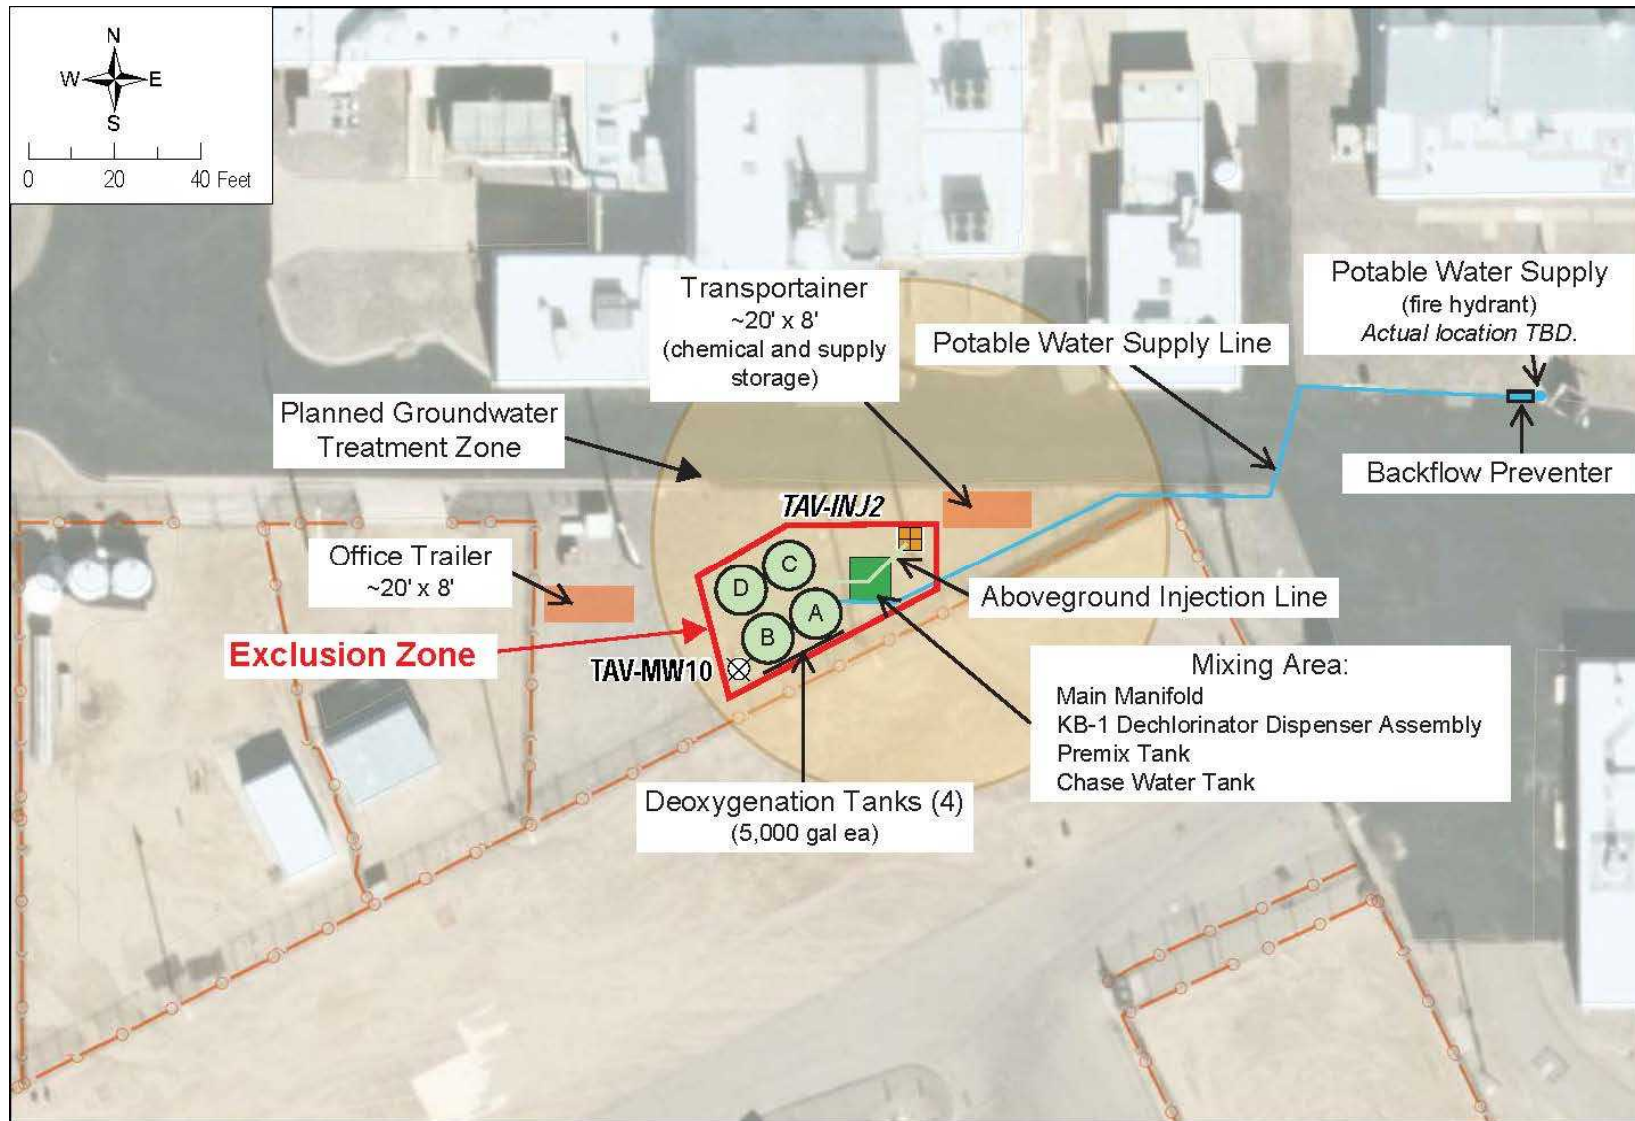 N
W E
S
0 20 40 Feet
Transportainer
~20' x 8'
(chemical and supply
storage)
Potable Water Supply Line
Potable Water Supply
(fire hydrant)
Actual location TBD.
Planned Groundwater
Treatment Zone
Backflow Preventer
TAV-INJ2
Office Trailer
~20' x 8'
C
D
A
B
Aboveground Injection Line
Exclusion Zone
TAV-MW10
Mixing Area:
Main Manifold
KB-1 Dechlorinator Dispenser Assembly
Premix Tank
Chase Water Tank
Deoxygenation Tanks (4)
(5,000 gal ea)